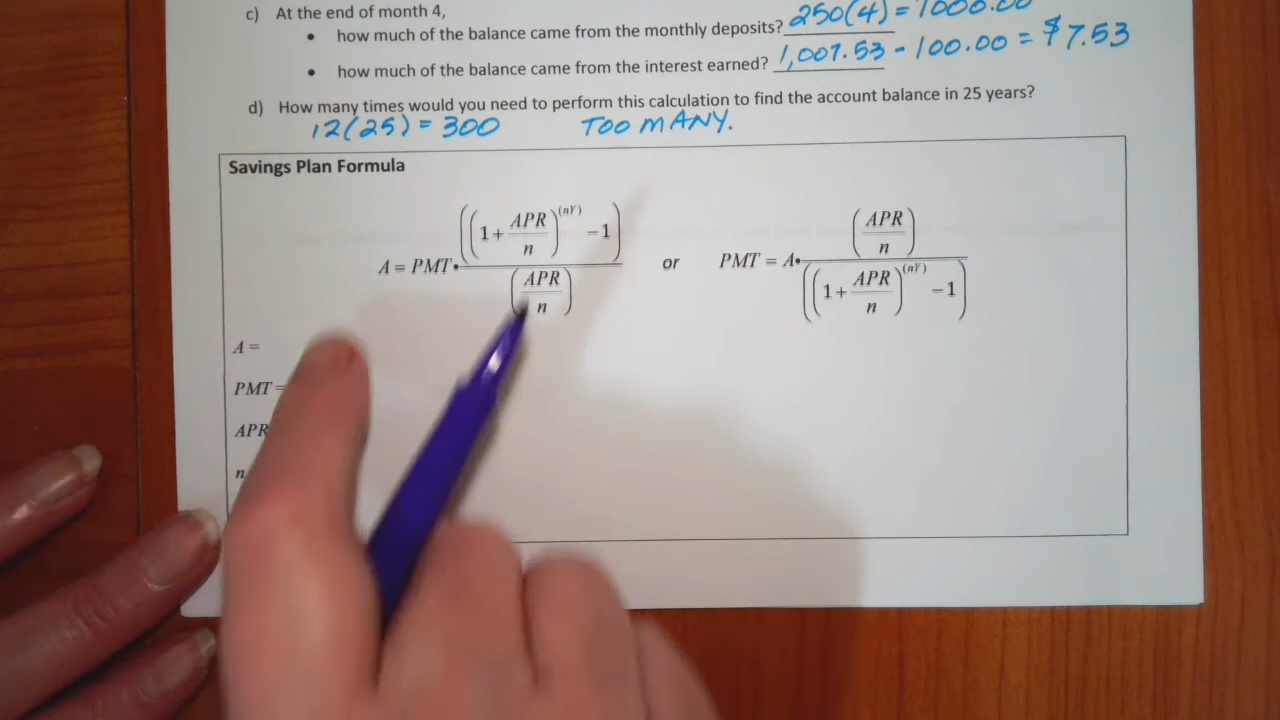 c) At the end of month 4,
• how much of the balance came from the monthly deposits? 250(4) = 1000.00
• how much of the balance came from the interest earned? 1,007.53 - 100.00 = $7.53
d) How many times would you need to perform this calculation to find the account balance in 25 years?
12(25) = 300 TOO MANY.
Savings Plan Formula
A = PMT • ((1 + APR/n)^(nY) − 1) / (APR/n) or PMT = A • (APR/n) / ((1 + APR/n)^(nY) − 1)
A =
PMT =
APR
n